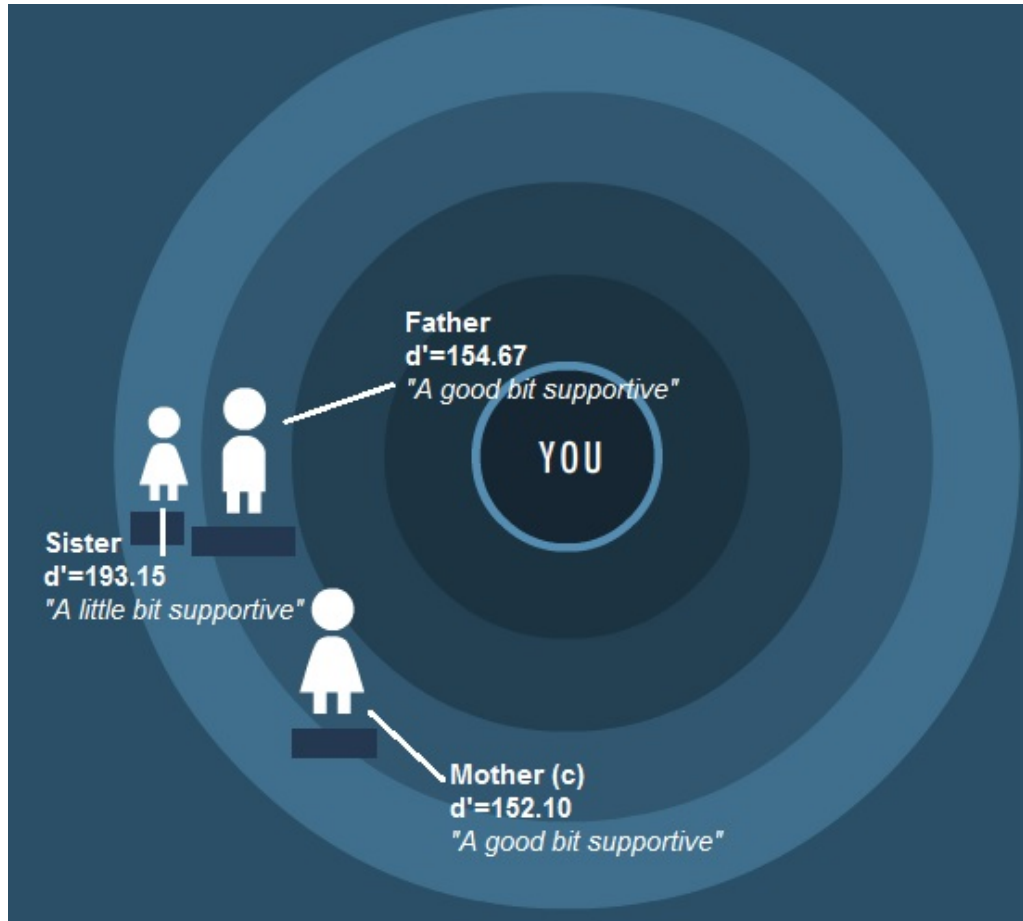 Father
d'=154.67
"A good bit supportive"
YOU
Sister
d'=193.15
"A little bit supportive"
Mother (c)
d'=152.10
"A good bit supportive"